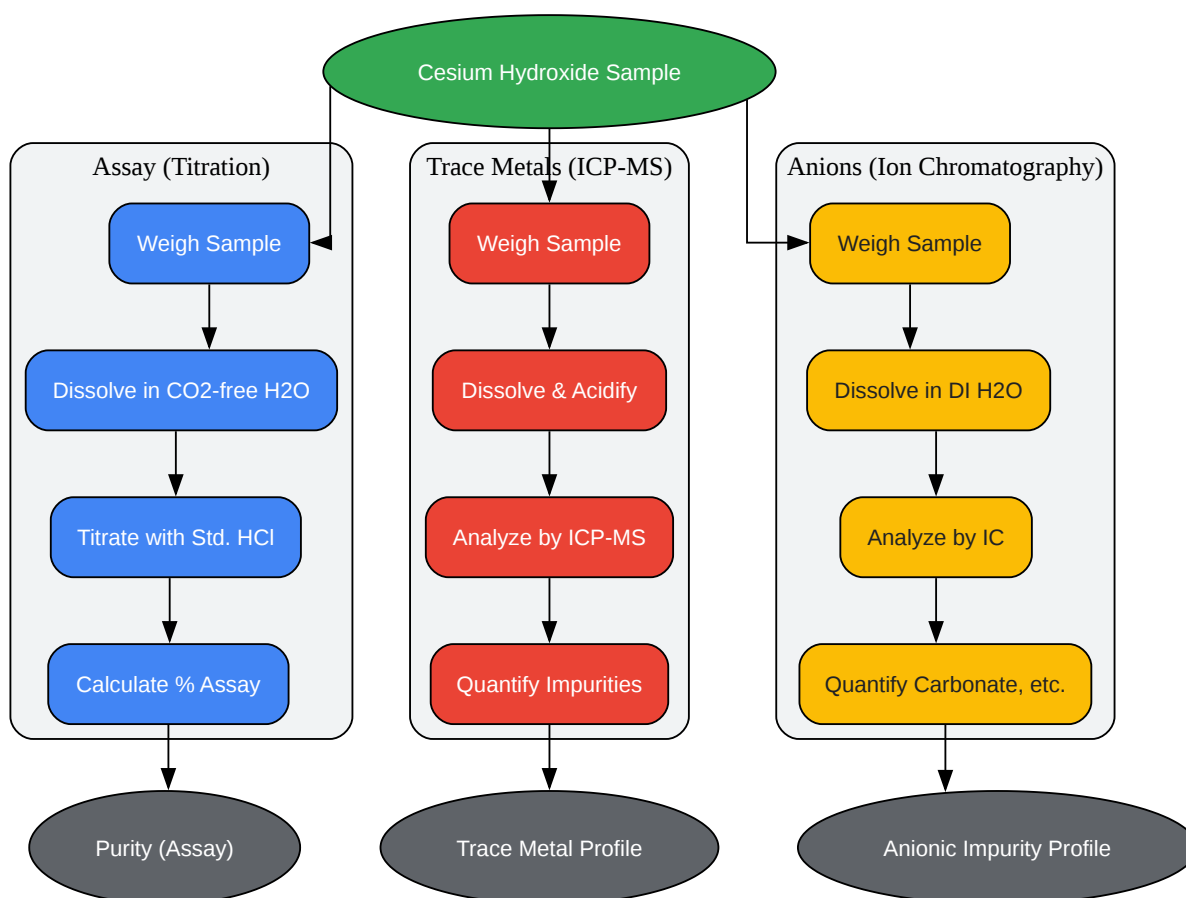 Cesium Hydroxide Sample
Assay (Titration)
Weigh Sample
Dissolve in CO2-free H2O
Titrate with Std. HCl
Calculate % Assay
Purity (Assay)
Trace Metals (ICP-MS)
Weigh Sample
Dissolve & Acidify
Analyze by ICP-MS
Quantify Impurities
Trace Metal Profile
Anions (Ion Chromatography)
Weigh Sample
Dissolve in DI H2O
Analyze by IC
Quantify Carbonate, etc.
Anionic Impurity Profile